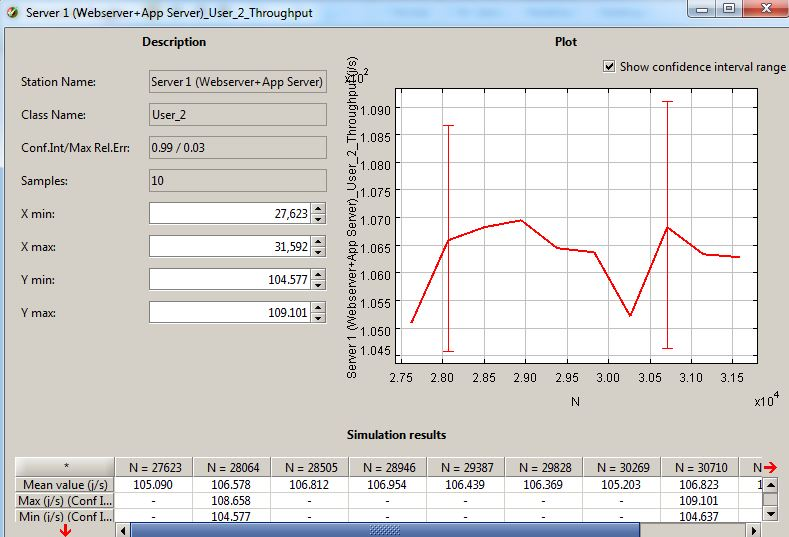 Server 1 (Webserver+App Server)_User_2_Throughput
Description
Plot
Show confidence interval range
Station Name: Server 1 (Webserver+App Server)
Class Name: User_2
Conf.Int/Max Rel.Err: 0.99 / 0.03
Samples: 10
X min: 27,623
X max: 31,592
Y min: 104.577
Y max: 109.101
x10^2
Server 1 (Webserver+App Server)_User_2_Throughput (j/s)
1.090
1.080
1.075
1.070
1.065
1.060
1.055
1.050
1.045
2.75 2.80 2.85 2.90 2.95 3.00 3.05 3.10 3.15
N
x10^4
Simulation results
* N = 27623 N = 28064 N = 28505 N = 28946 N = 29387 N = 29828 N = 30269 N = 30710 N
Mean value (j/s) 105.090 106.578 106.812 106.954 106.439 106.369 105.203 106.823 1
Max (j/s) (Conf I... - 108.658 - - - - - 109.101
Min (j/s) (Conf I... - 104.577 - - - - - 104.637